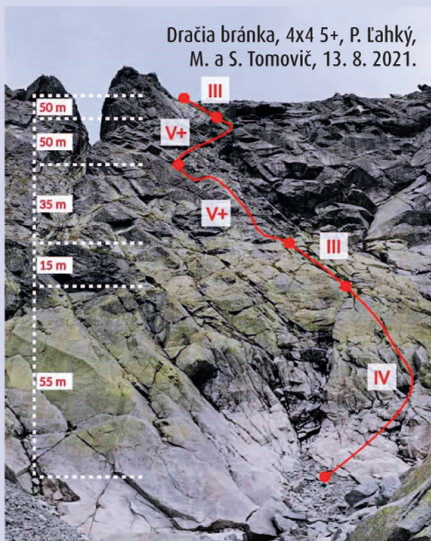 Dračia bránka, 4x4 5+, P. Ľahký,
M. a S. Tomovič, 13. 8. 2021.
50 m
III
50 m
V+
35 m
V+
15 m
III
55 m
IV